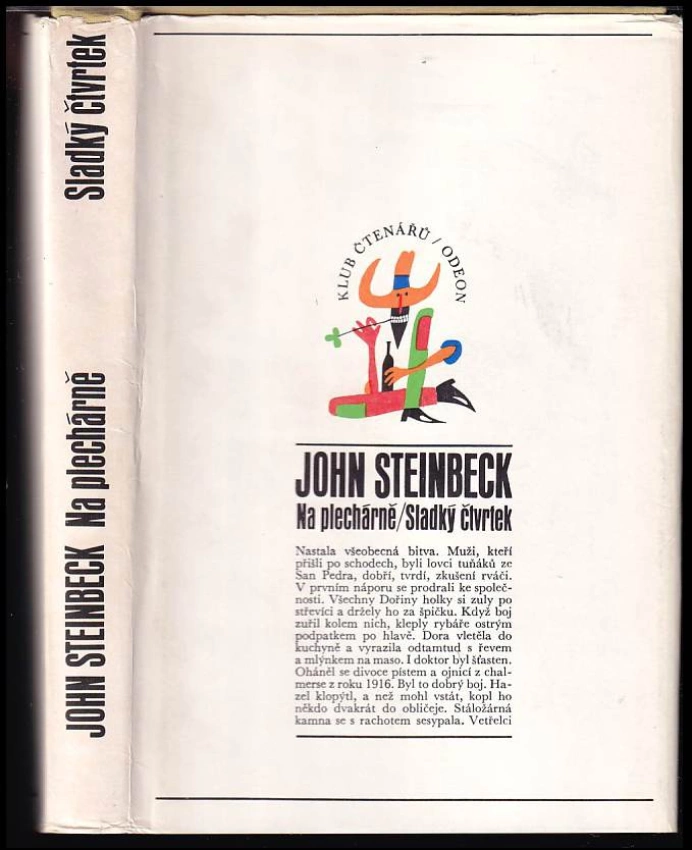 Sladký čtvrtek
JOHN STEINBECK Na plechárně
KLUB ČTENÁŘŮ / ODEON
JOHN STEINBECK
Na plechárně/Sladký čtvrtek
Nastala všeobecná bitva. Muži, kteří
přišli po schodech, byli lovci tuňáků ze
San Pedra, dobří, tvrdí, zkušení rváči.
V prvním náporu se prodrali ke společ-
nosti. Všechny Dořiny holky si zuly po
střevíci a držely ho za špičku. Když boj
zuřil kolem nich, kleply rybáře ostrým
podpatkem po hlavě. Dora vletěla do
kuchyně a vyrazila odtamtud s řevem
a mlýnkem na maso. I doktor byl šťasten.
Oháněl se divoce pístem a ojnicí z chal-
merse z roku 1916. Byl to dobrý boj. Ha-
zel klopýtl, a než mohl vstát, kopl ho
někdo dvakrát do obličeje. Stáložárná
kamna se s rachotem sesypala. Vetřelci